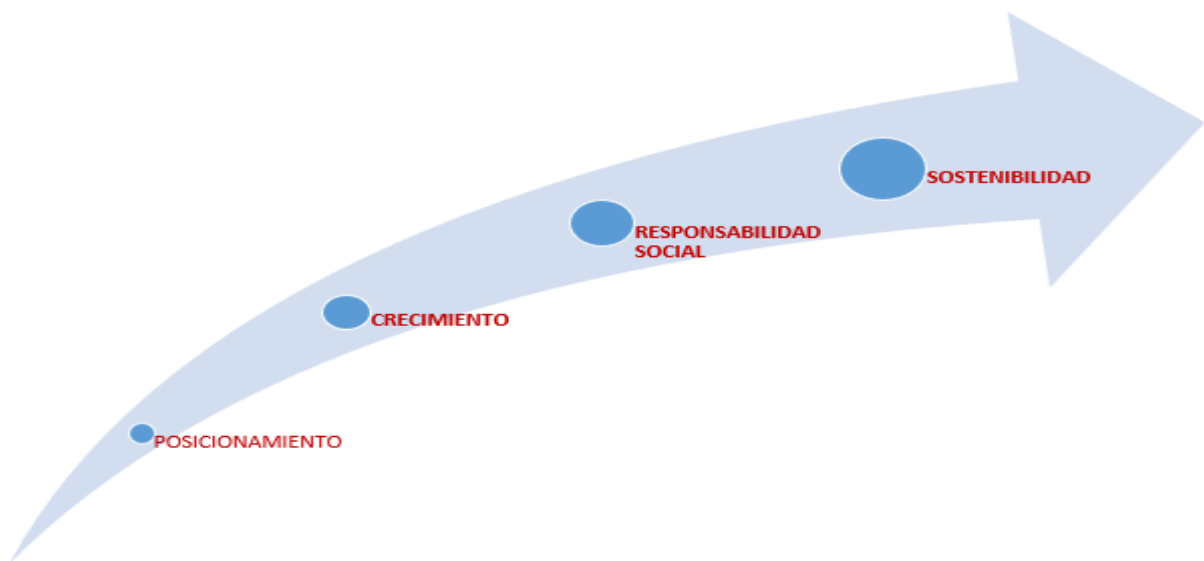 SOSTENIBILIDAD
RESPONSABILIDAD
SOCIAL
CRECIMIENTO
POSICIONAMIENTO